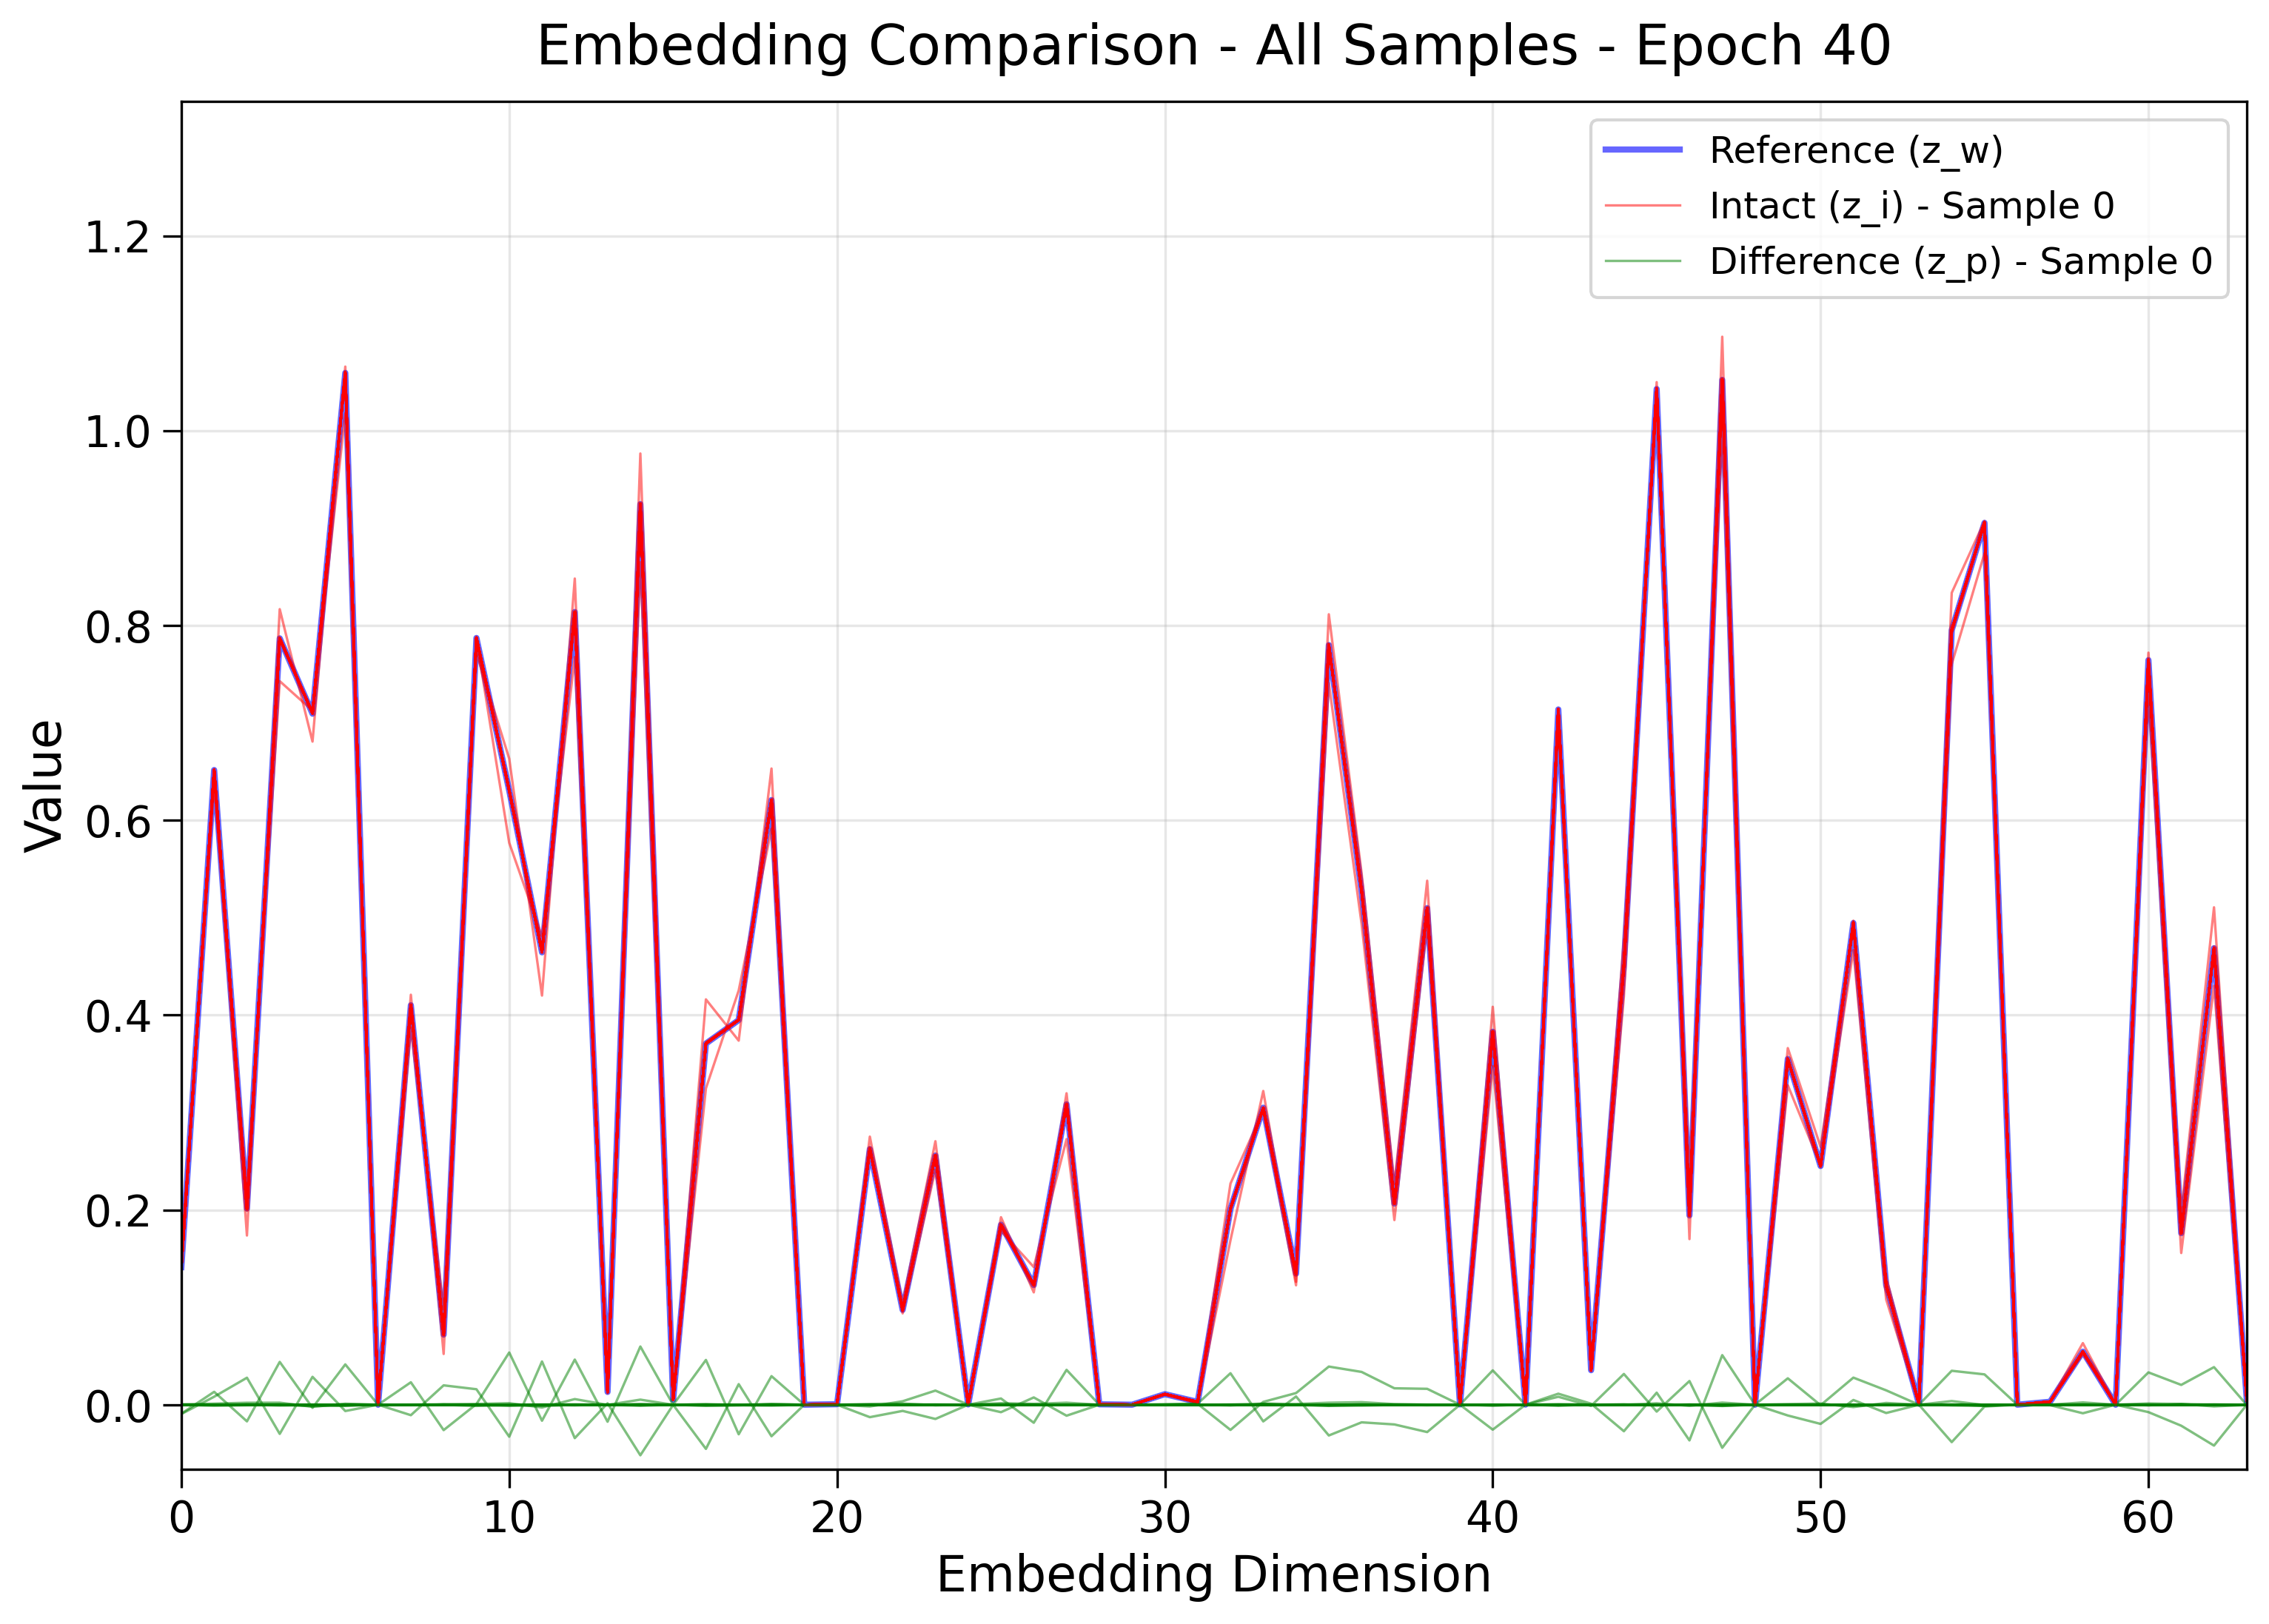 Embedding Comparison - All Samples - Epoch 40
Reference (z_w)
Intact (z_i) - Sample 0
Difference (z_p) - Sample 0
Value
1.2
1.0
0.8
0.6
0.4
0.2
0.0
0 10 20 30 40 50 60
Embedding Dimension